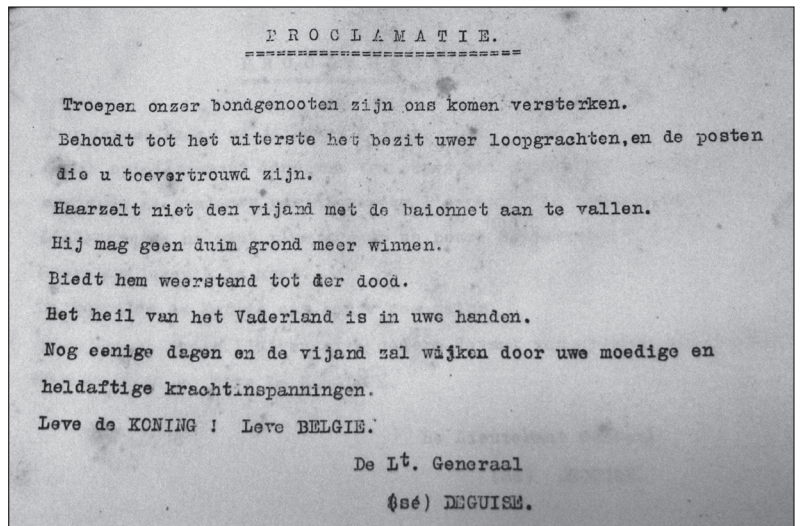 PROCLAMATIE.
Troepen onzer bondgenooten zijn ons komen versterken.
Behoudt tot het uiterste het bezit uwer loopgrachten,en de posten
die u toevertrouwd zijn.
Haarzelt niet den vijand met de baionnet aan te vallen.
Hij mag geen duim grond meer winnen.
Biedt hem weerstand tot der dood.
Het heil van het Vaderland is in uwe handen.
Nog eenige dagen en de vijand zal wijken door uwe moedige en
heldaftige krachtinspanningen.
Leve de KONING ! Leve BELGIE.
De Lt. Generaal
(sé) DEGUISE.